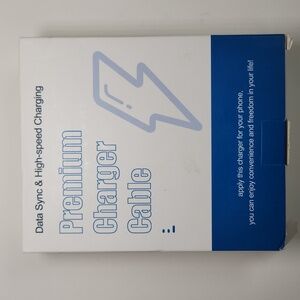 Data Sync & High-speed Charging
Premium
Charger
Cable
apply this charger for your phone,
you can enjoy convenience and freedom in your life!